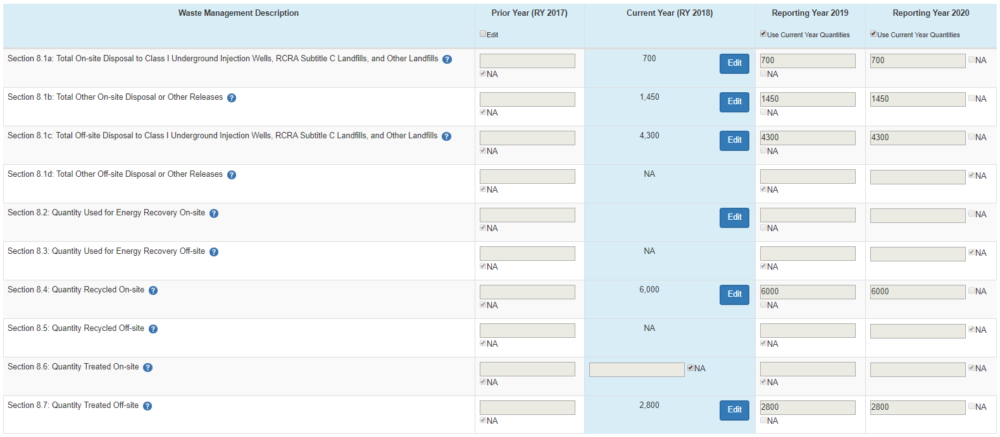 Waste Management Description Prior Year (RY 2017) Current Year (RY 2018) Reporting Year 2019 Reporting Year 2020
Edit Use Current Year Quantities Use Current Year Quantities
Section 8.1a: Total On-site Disposal to Class I Underground Injection Wells, RCRA Subtitle C Landfills, and Other Landfills ? 700 Edit 700 700 NA
NA NA
Section 8.1b: Total Other On-site Disposal or Other Releases ? 1,450 Edit 1450 1450 NA
NA NA
Section 8.1c: Total Off-site Disposal to Class I Underground Injection Wells, RCRA Subtitle C Landfills, and Other Landfills ? 4,300 Edit 4300 4300 NA
NA NA
Section 8.1d: Total Other Off-site Disposal or Other Releases ? NA NA
NA NA
Section 8.2: Quantity Used for Energy Recovery On-site ? Edit NA
NA NA
Section 8.3: Quantity Used for Energy Recovery Off-site ? NA NA
NA NA
Section 8.4: Quantity Recycled On-site ? 6,000 Edit 6000 6000 NA
NA NA
Section 8.5: Quantity Recycled Off-site ? NA NA
NA NA
Section 8.6: Quantity Treated On-site ? NA NA
NA NA
Section 8.7: Quantity Treated Off-site ? 2,800 Edit 2800 2800 NA
NA NA